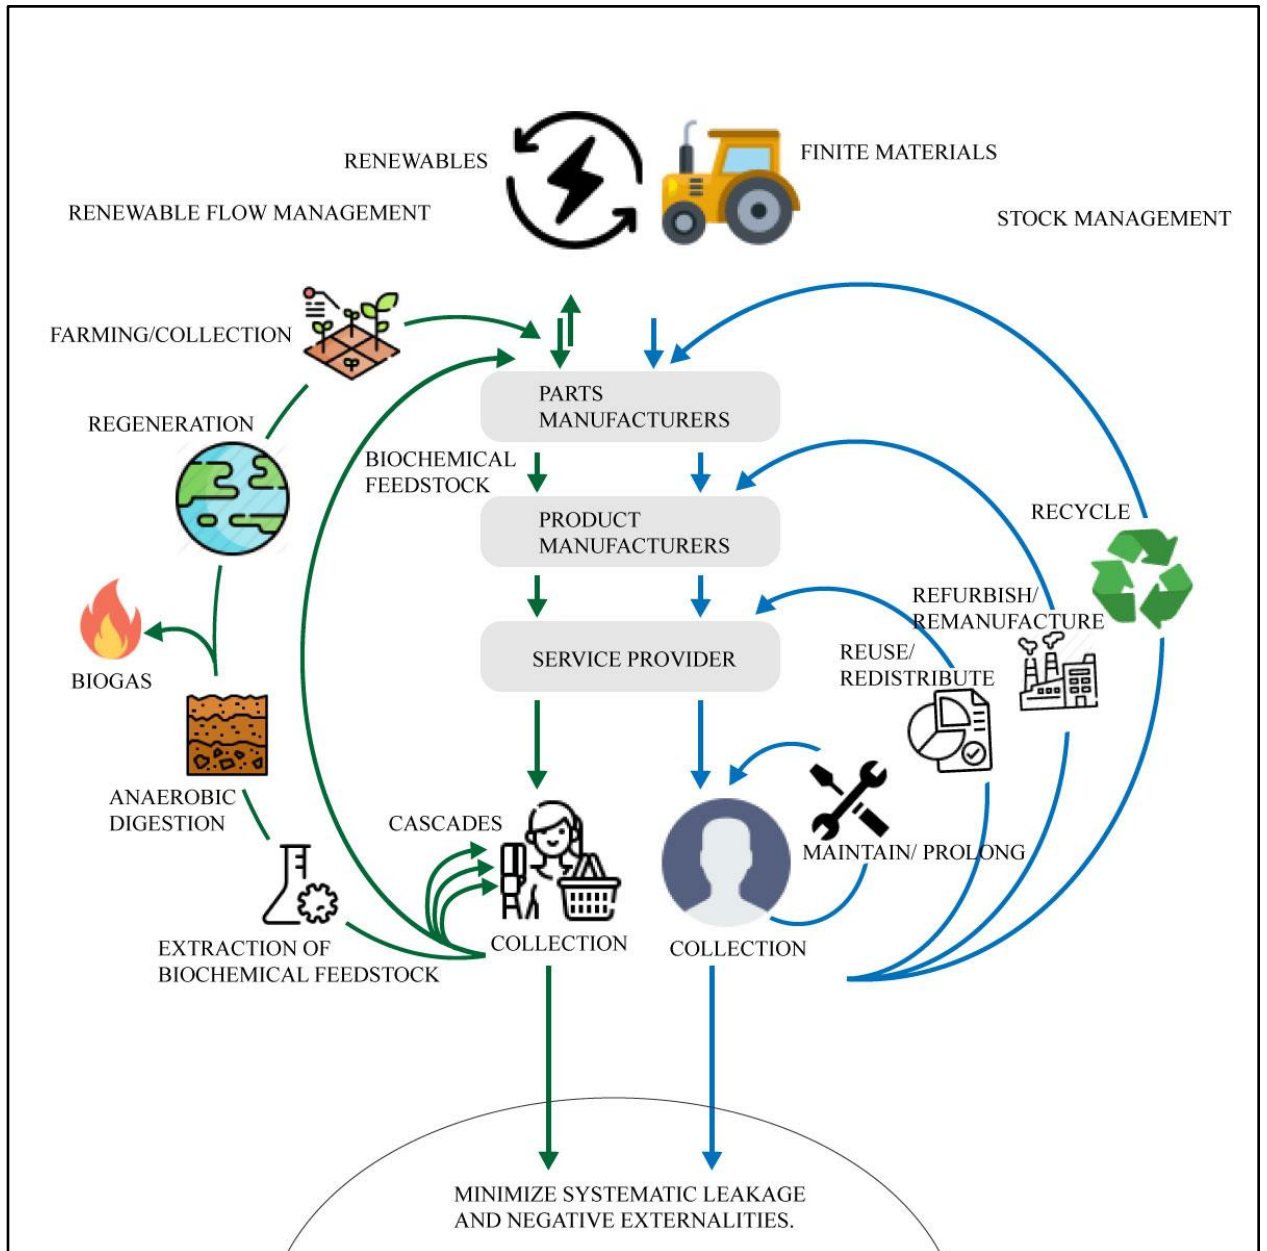 RENEWABLES
FINITE MATERIALS
RENEWABLE FLOW MANAGEMENT
STOCK MANAGEMENT
FARMING/COLLECTION
PARTS
MANUFACTURERS
REGENERATION
BIOCHEMICAL
FEEDSTOCK
PRODUCT
MANUFACTURERS
RECYCLE
REFURBISH/
REMANUFACTURE
REUSE/
REDISTRIBUTE
SERVICE PROVIDER
BIOGAS
ANAEROBIC
DIGESTION
CASCADES
MAINTAIN/ PROLONG
EXTRACTION OF
BIOCHEMICAL FEEDSTOCK
COLLECTION
COLLECTION
MINIMIZE SYSTEMATIC LEAKAGE
AND NEGATIVE EXTERNALITIES.